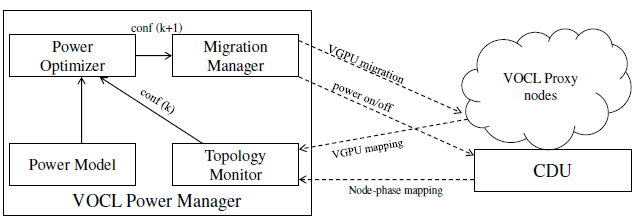 conf (k+1)
Power
Optimizer
Migration
Manager
VGPU migration
power on/off
VOCL Proxy
nodes
conf (k)
VGPU mapping
Power Model
Topology
Monitor
CDU
Node-phase mapping
VOCL Power Manager